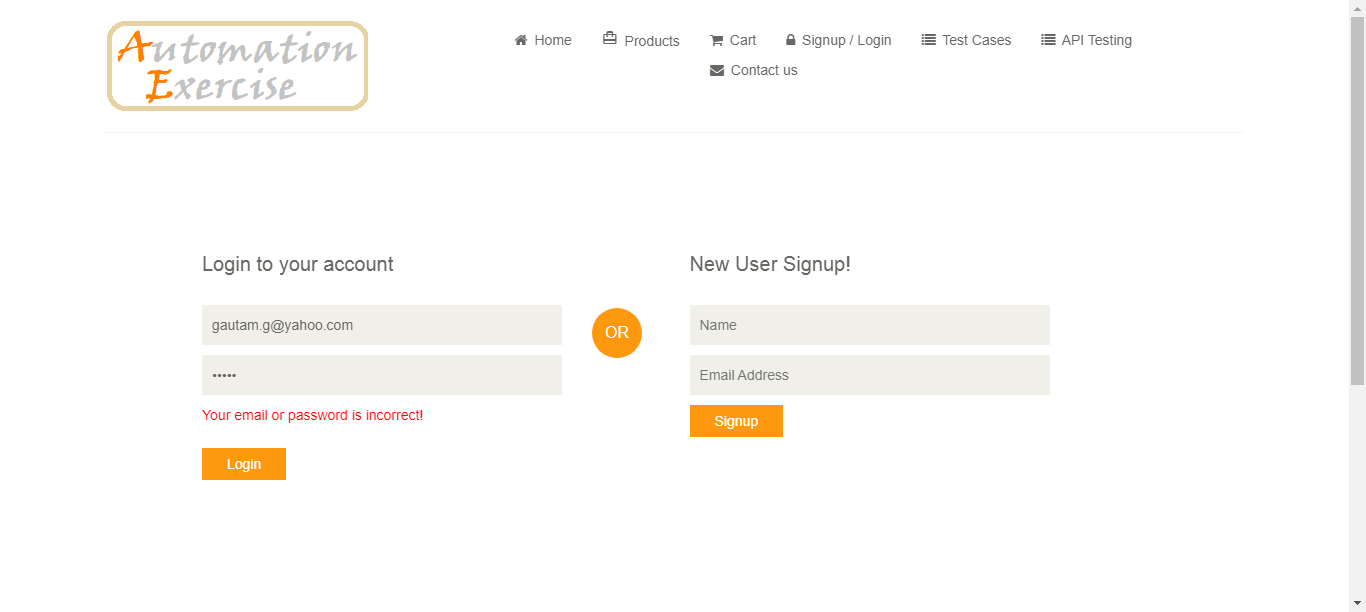 Automation
Exercise
Home Products Cart Signup / Login Test Cases API Testing
Contact us
Login to your account
gautam.g@yahoo.com
•••••
Your email or password is incorrect!
Login
OR
New User Signup!
Name
Email Address
Signup